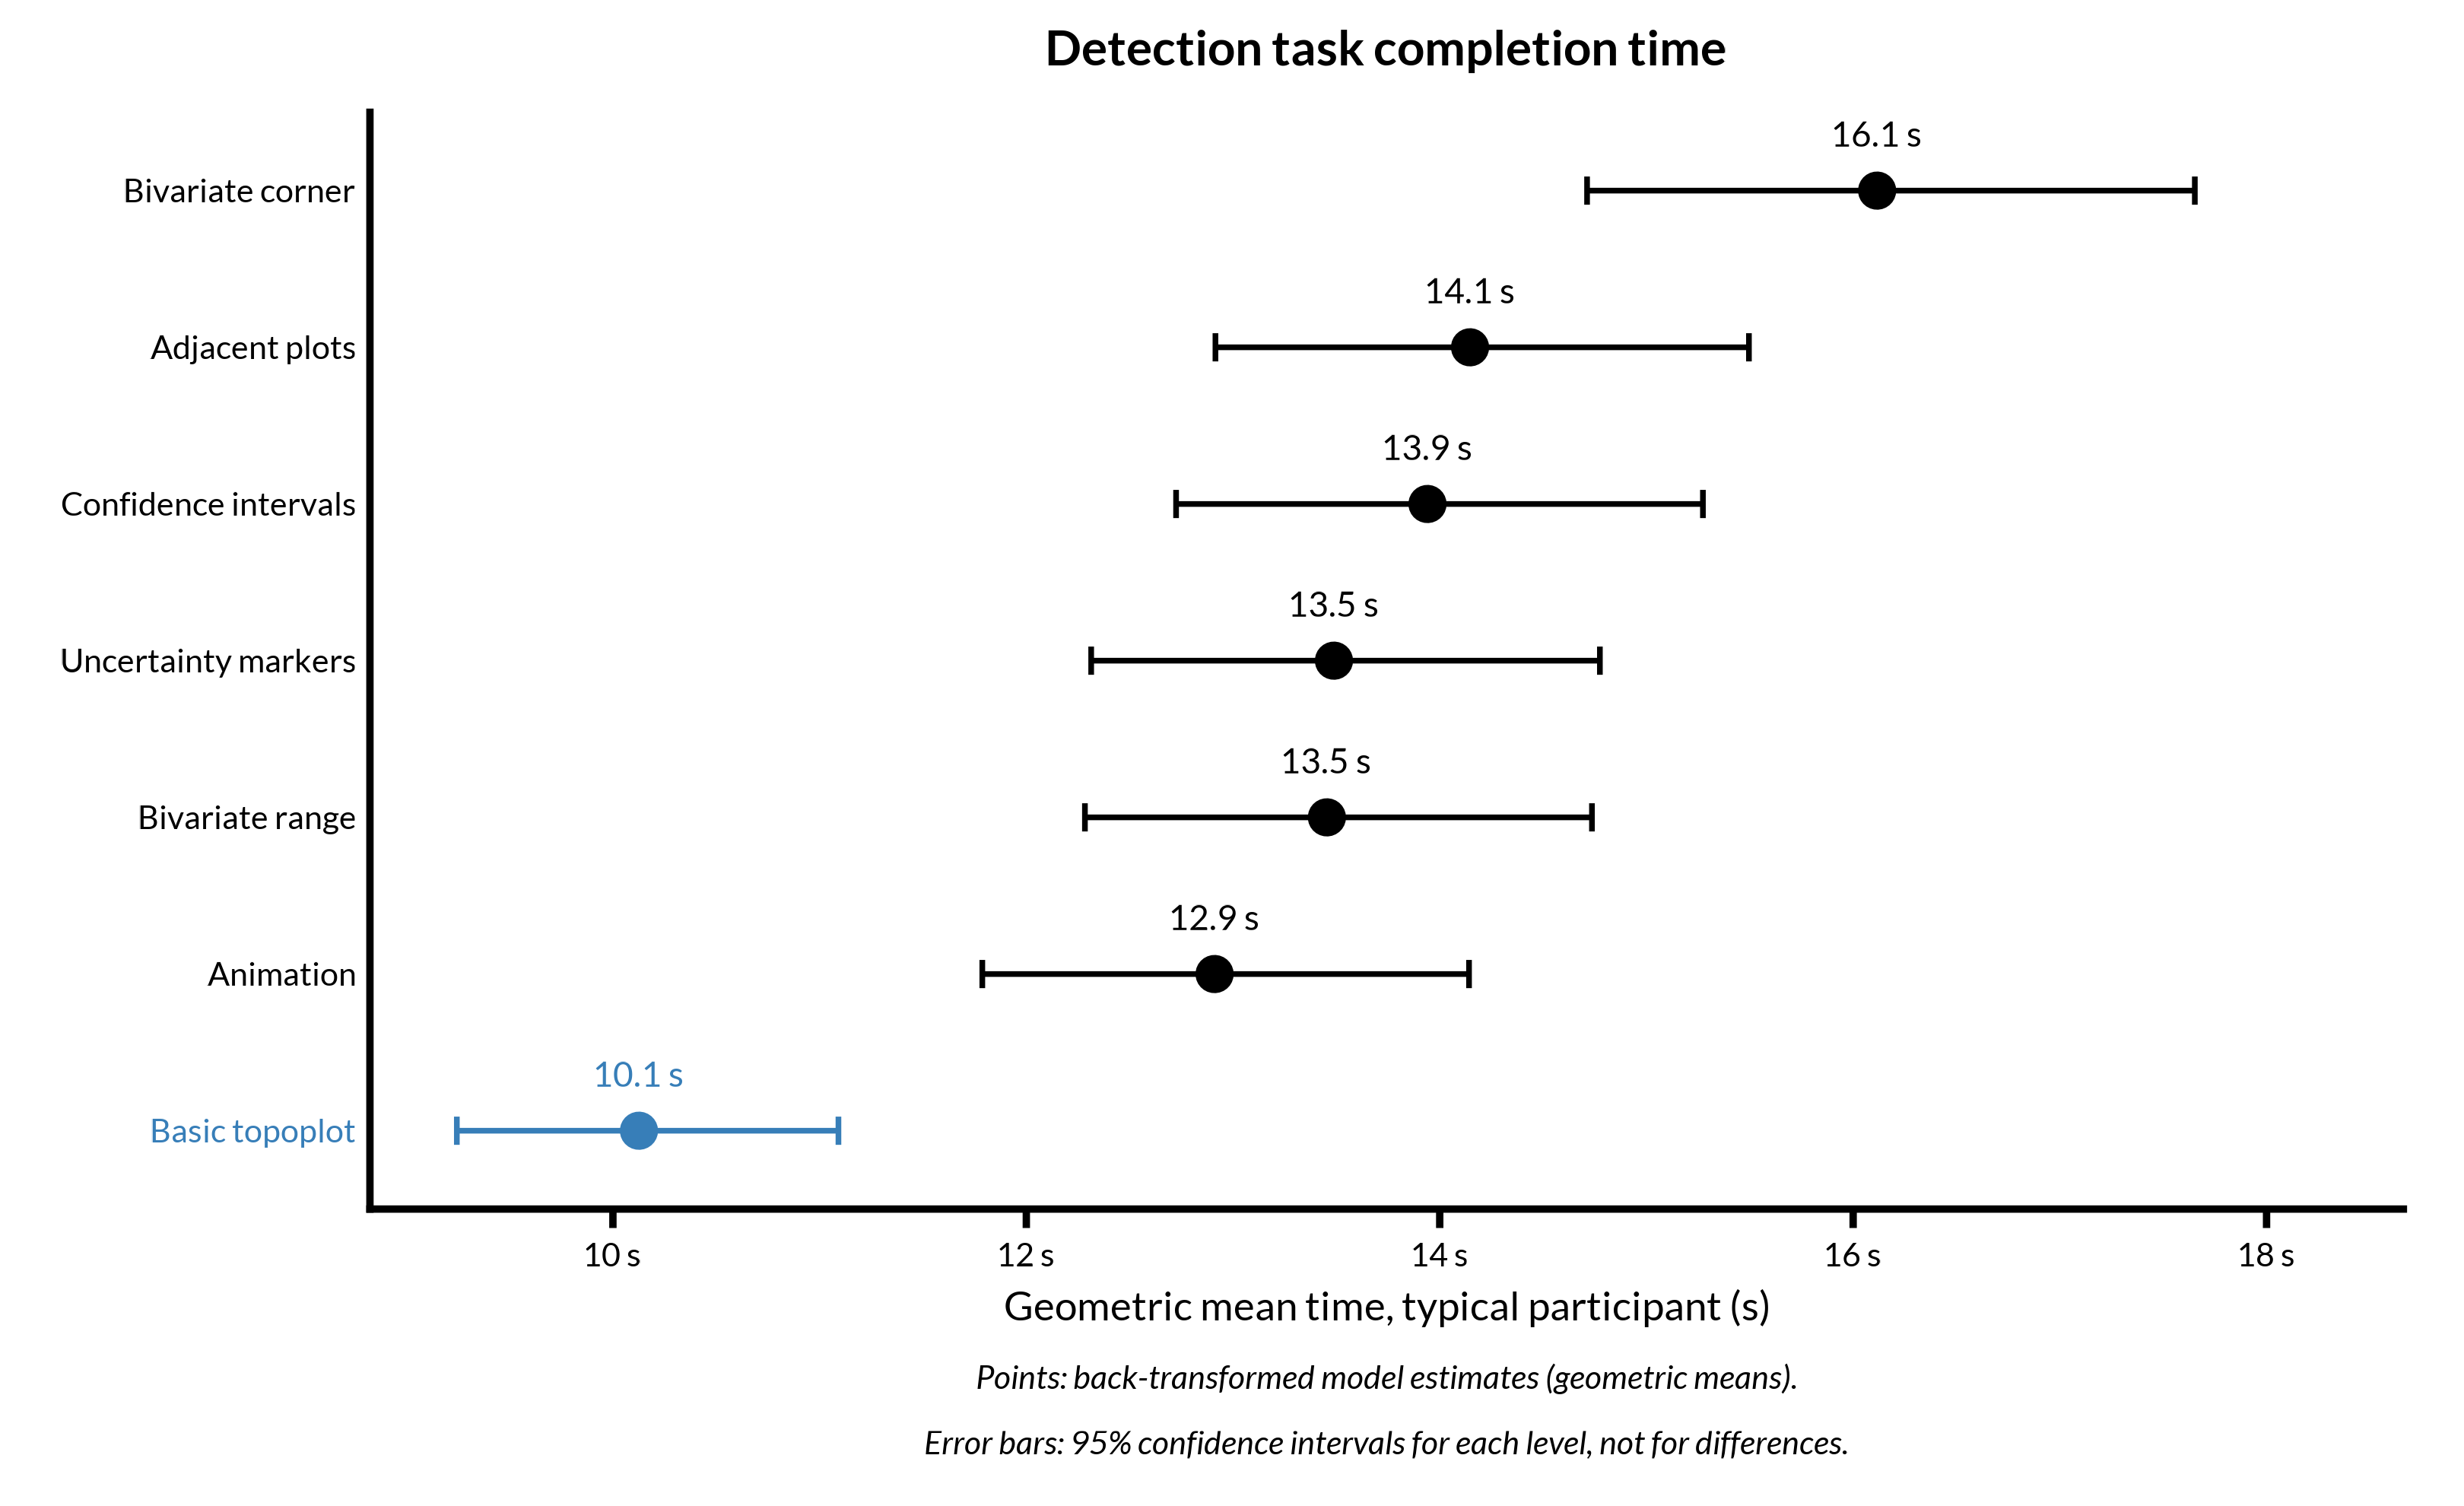 Detection task completion time
16.1 s
Bivariate corner
14.1 s
Adjacent plots
13.9 s
Confidence intervals
13.5 s
Uncertainty markers
13.5 s
Bivariate range
12.9 s
Animation
10.1 s
Basic topoplot
10 s 12 s 14 s 16 s 18 s
Geometric mean time, typical participant (s)
Points: back-transformed model estimates (geometric means).
Error bars: 95% confidence intervals for each level, not for differences.